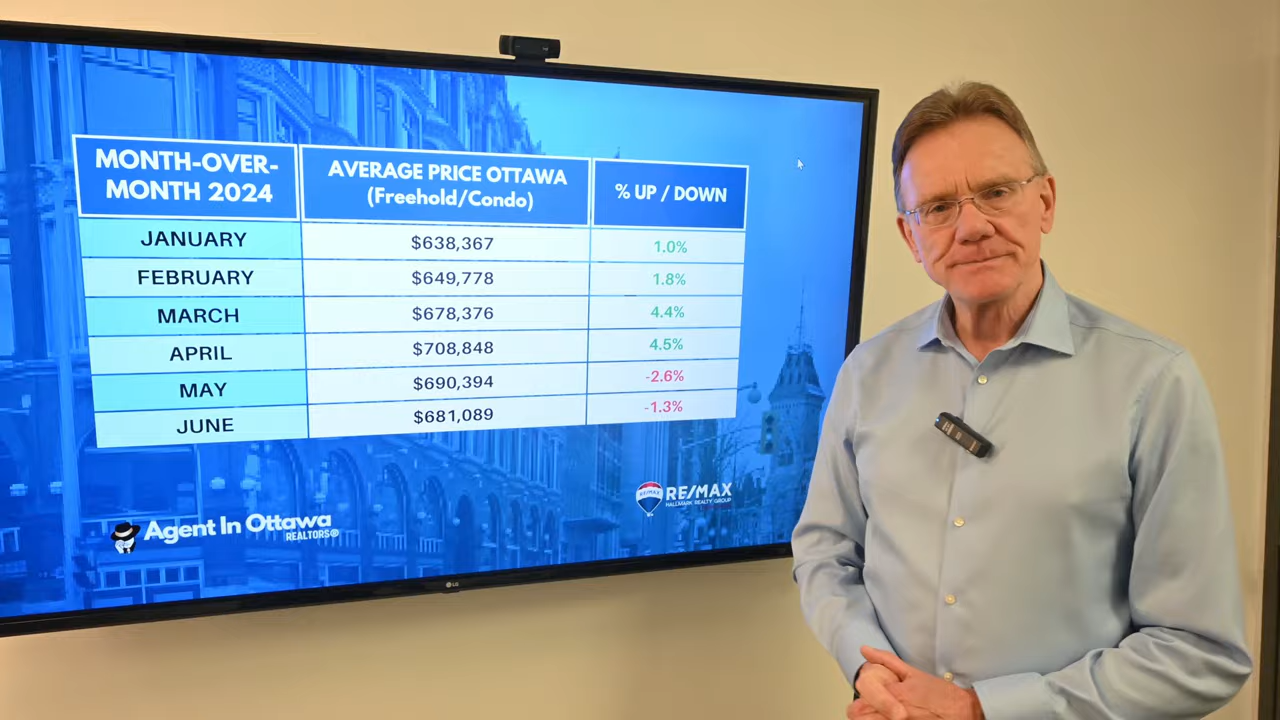 MONTH-OVER-
MONTH 2024
AVERAGE PRICE OTTAWA
(Freehold/Condo)
% UP / DOWN
JANUARY $638,367 1.0%
FEBRUARY $649,778 1.8%
MARCH $678,376 4.4%
APRIL $708,848 4.5%
MAY $690,394 -2.6%
JUNE $681,089 -1.3%
Agent In Ottawa
REALTORS®
RE/MAX
RE/MAX
HALLMARK REALTY GROUP
LG